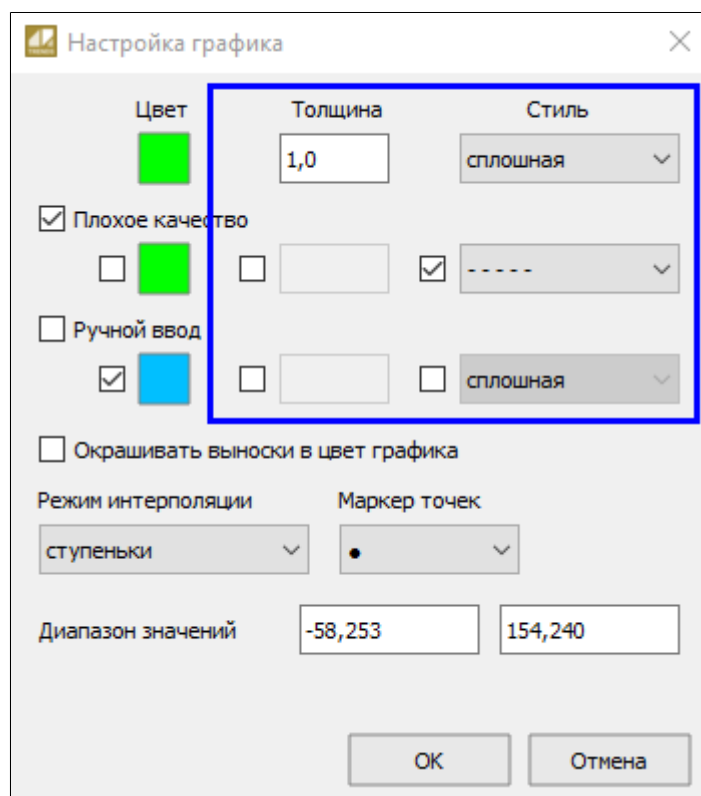 Настройка графика
Цвет Толщина Стиль
1,0 сплошная
Плохое качество
- - - - -
Ручной ввод
сплошная
Окрашивать выноски в цвет графика
Режим интерполяции Маркер точек
ступеньки
Диапазон значений -58,253 154,240
OK Отмена